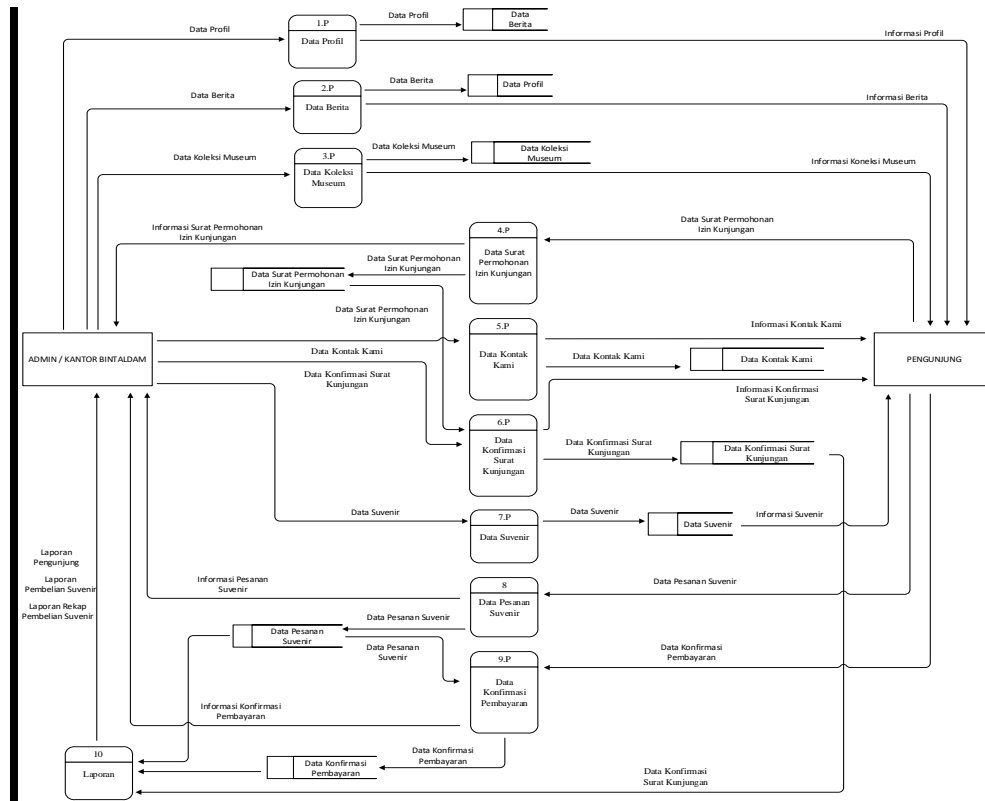 Data Profil
1.P
Data Profil
Data Profil
Data
Berita
Informasi Profil
Data Berita
2.P
Data Berita
Data Berita
Data Profil
Informasi Berita
Data Koleksi Museum
3.P
Data Koleksi
Museum
Data Koleksi Museum
Data Koleksi
Museum
Informasi Koneksi Museum
Informasi Surat Permohonan
Izin Kunjungan
4.P
Data Surat
Permohonan
Izin Kunjungan
Data Surat Permohonan
Izin Kunjungan
Data Surat Permohonan
Izin Kunjungan
Data Surat Permohonan
Izin Kunjungan
Data Surat Permohonan
Izin Kunjungan
ADMIN / KANTOR BINTALDAM
5.P
Data Kontak
Kami
Informasi Kontak Kami
Data Kontak Kami
Data Kontak Kami
PENGUNJUNG
Data Kontak Kami
Data Konfirmasi Surat
Kunjungan
Informasi Konfirmasi
Surat Kunjungan
6.P
Data
Konfirmasi
Surat
Kunjungan
Data Konfirmasi Surat
Kunjungan
Data Konfirmasi Surat
Kunjungan
Data Suvenir
7.P
Data Suvenir
Data Suvenir
Data Suvenir
Informasi Suvenir
Laporan
Pengunjung
Laporan
Pembelian Suvenir
Laporan Rekap
Pembelian Suvenir
Informasi Pesanan
Suvenir
8
Data Pesanan
Suvenir
Data Pesanan Suvenir
Data Pesanan Suvenir
Data Pesanan
Suvenir
Data Pesanan
Suvenir
9.P
Data
Konfirmasi
Pembayaran
Data Konfirmasi
Pembayaran
Informasi Konfirmasi
Pembayaran
10
Laporan
Data Konfirmasi
Pembayaran
Data Konfirmasi
Pembayaran
Data Konfirmasi
Surat Kunjungan